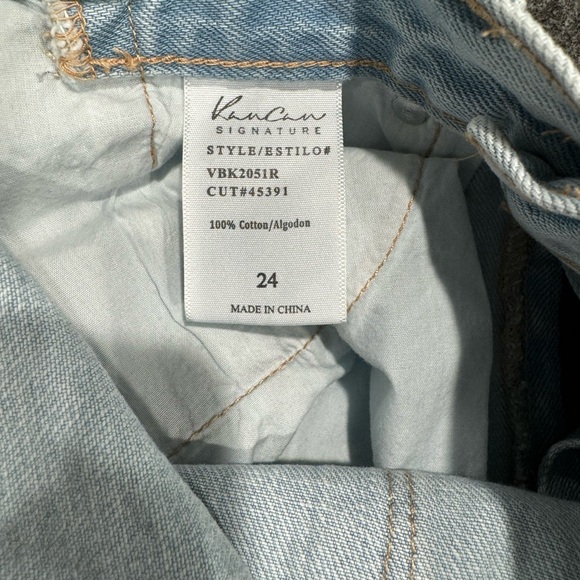 KanCan
SIGNATURE
STYLE/ESTILO#
VBK2051R
CUT#45391
100% Cotton/Algodon
24
MADE IN CHINA